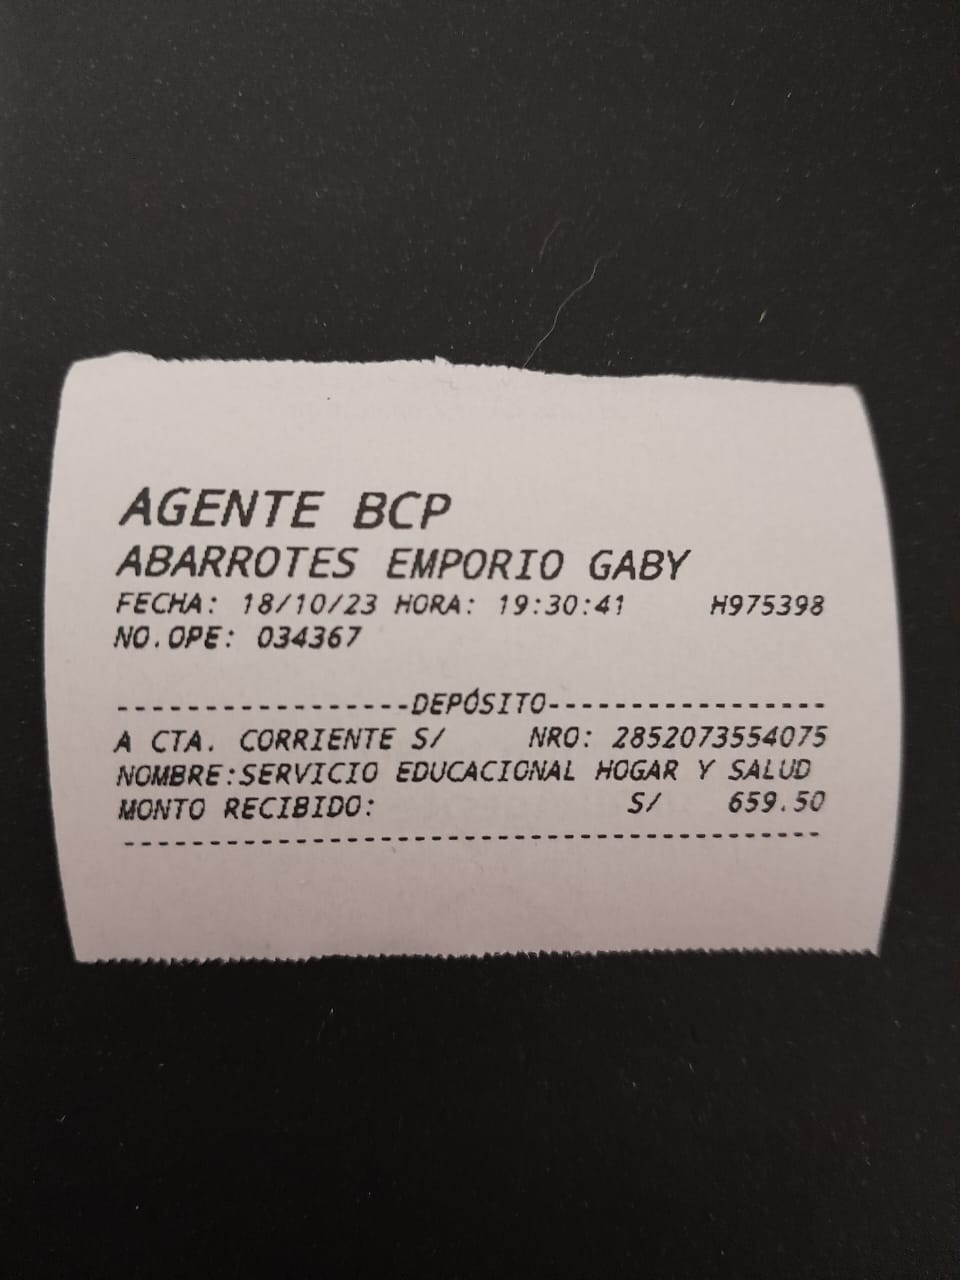 AGENTE BCP
ABARROTES EMPORIO GABY
FECHA: 18/10/23 HORA: 19:30:41 H975398
NO.OPE: 034367
-----------------DEPÓSITO-----------------
A CTA. CORRIENTE S/ NRO: 2852073554075
NOMBRE:SERVICIO EDUCACIONAL HOGAR Y SALUD
MONTO RECIBIDO: S/ 659.50
------------------------------------------